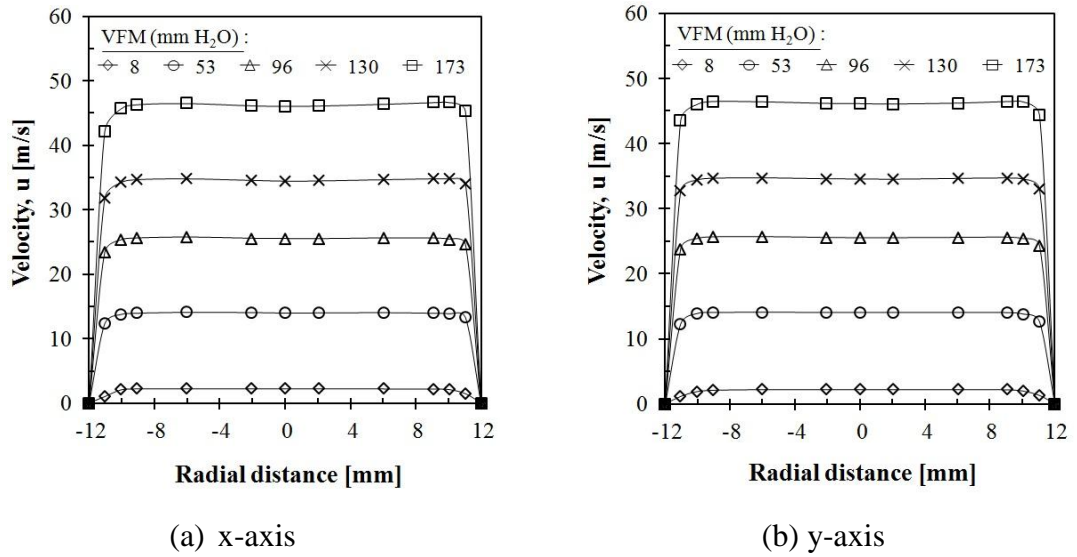 60
50
40
30
20
10
0
Velocity, u [m/s]
VFM (mm H₂O) :
8 53 96 130 173
-12 -8 -4 0 4 8 12
Radial distance [mm]
(a) x-axis
60
50
40
30
20
10
0
Velocity, u [m/s]
VFM (mm H₂O) :
8 53 96 130 173
-12 -8 -4 0 4 8 12
Radial distance [mm]
(b) y-axis